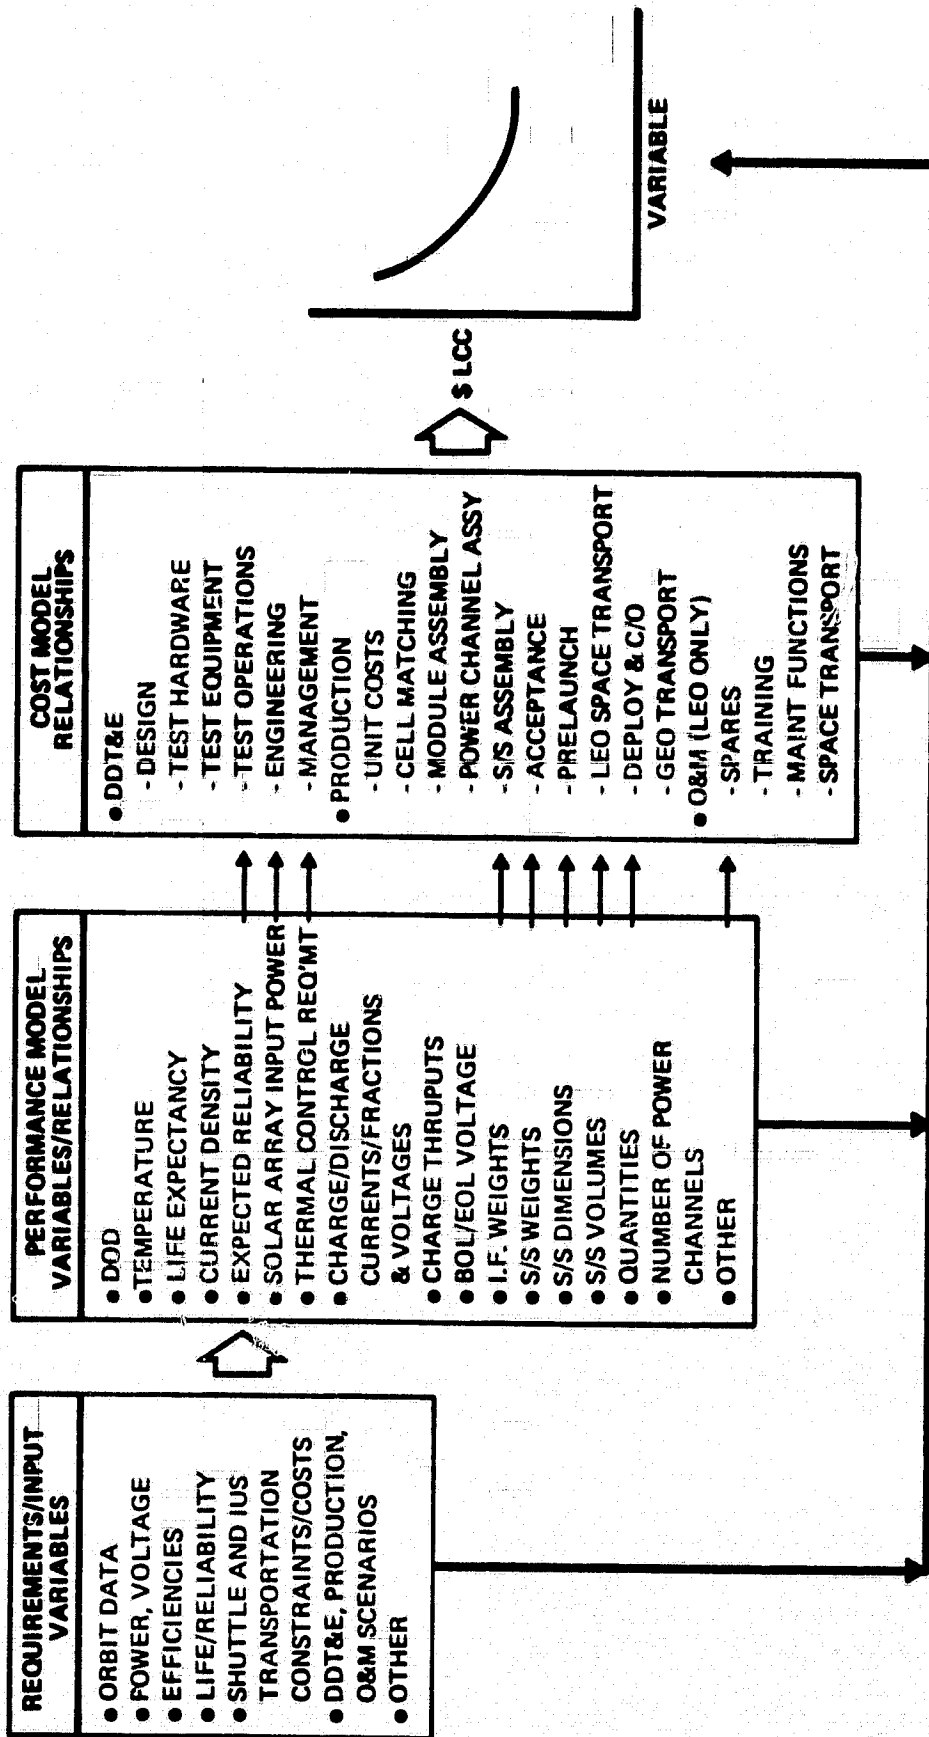 REQUIREMENTS/INPUT
VARIABLES
● ORBIT DATA
● POWER, VOLTAGE
● EFFICIENCIES
● LIFE/RELIABILITY
● SHUTTLE AND IUS
TRANSPORTATION
CONSTRAINTS/COSTS
● DDT&E, PRODUCTION,
O&M SCENARIOS
● OTHER
PERFORMANCE MODEL
VARIABLES/RELATIONSHIPS
● DOD
● TEMPERATURE
● LIFE EXPECTANCY
● CURRENT DENSITY
● EXPECTED RELIABILITY
● SOLAR ARRAY INPUT POWER
● THERMAL CONTROL REQ'MT
● CHARGE/DISCHARGE
CURRENTS/FRACTIONS
& VOLTAGES
● CHARGE THRUPUTS
● BOL/EOL VOLTAGE
● I.F. WEIGHTS
● S/S WEIGHTS
● S/S DIMENSIONS
● S/S VOLUMES
● QUANTITIES
● NUMBER OF POWER
CHANNELS
● OTHER
COST MODEL
RELATIONSHIPS
● DDT&E
- DESIGN
- TEST HARDWARE
- TEST EQUIPMENT
- TEST OPERATIONS
- ENGINEERING
- MANAGEMENT
● PRODUCTION
- UNIT COSTS
- CELL MATCHING
- MODULE ASSEMBLY
- POWER CHANNEL ASSY
- S/S ASSEMBLY
- ACCEPTANCE
- PRELAUNCH
- LEO SPACE TRANSPORT
- DEPLOY & C/O
- GEO TRANSPORT
● O&M (LEO ONLY)
- SPARES
- TRAINING
- MAINT FUNCTIONS
- SPACE TRANSPORT
$ LCC
VARIABLE